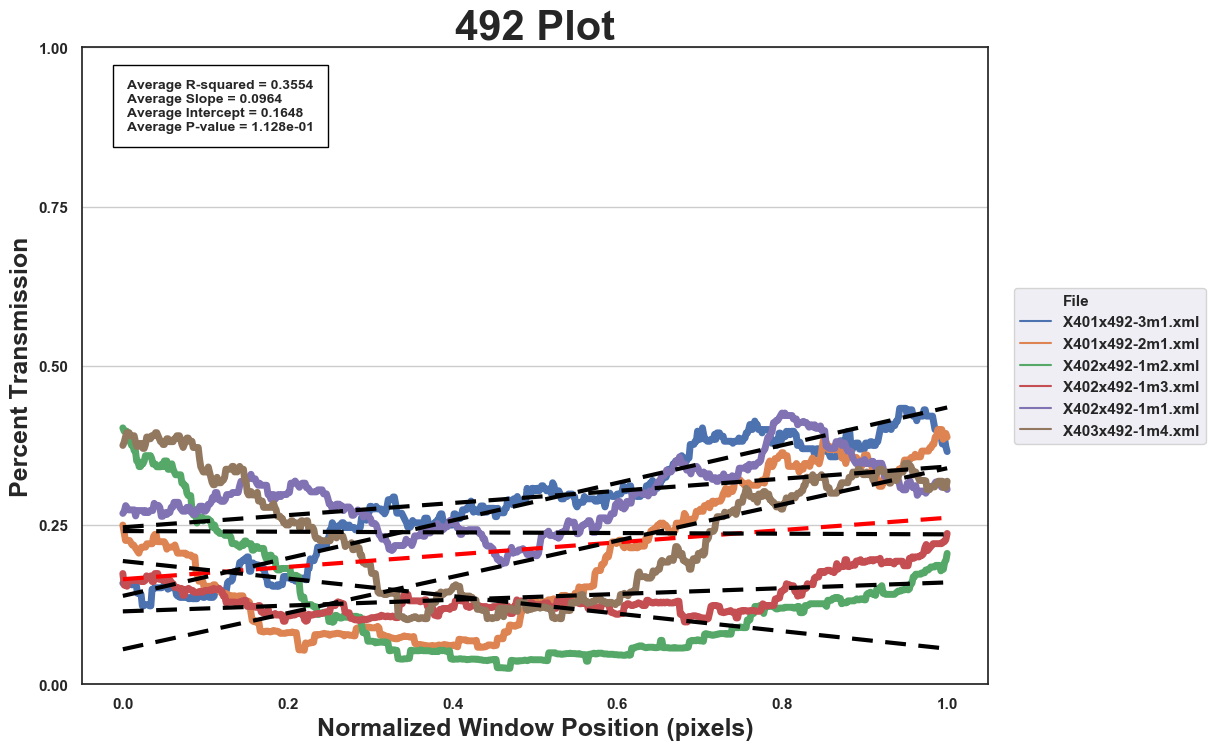 492 Plot
Average R-squared = 0.3554
Average Slope = 0.0964
Average Intercept = 0.1648
Average P-value = 1.128e-01
Percent Transmission
1.00
0.75
0.50
0.25
0.00
0.0 0.2 0.4 0.6 0.8 1.0
Normalized Window Position (pixels)
File
X401x492-3m1.xml
X401x492-2m1.xml
X402x492-1m2.xml
X402x492-1m3.xml
X402x492-1m1.xml
X403x492-1m4.xml